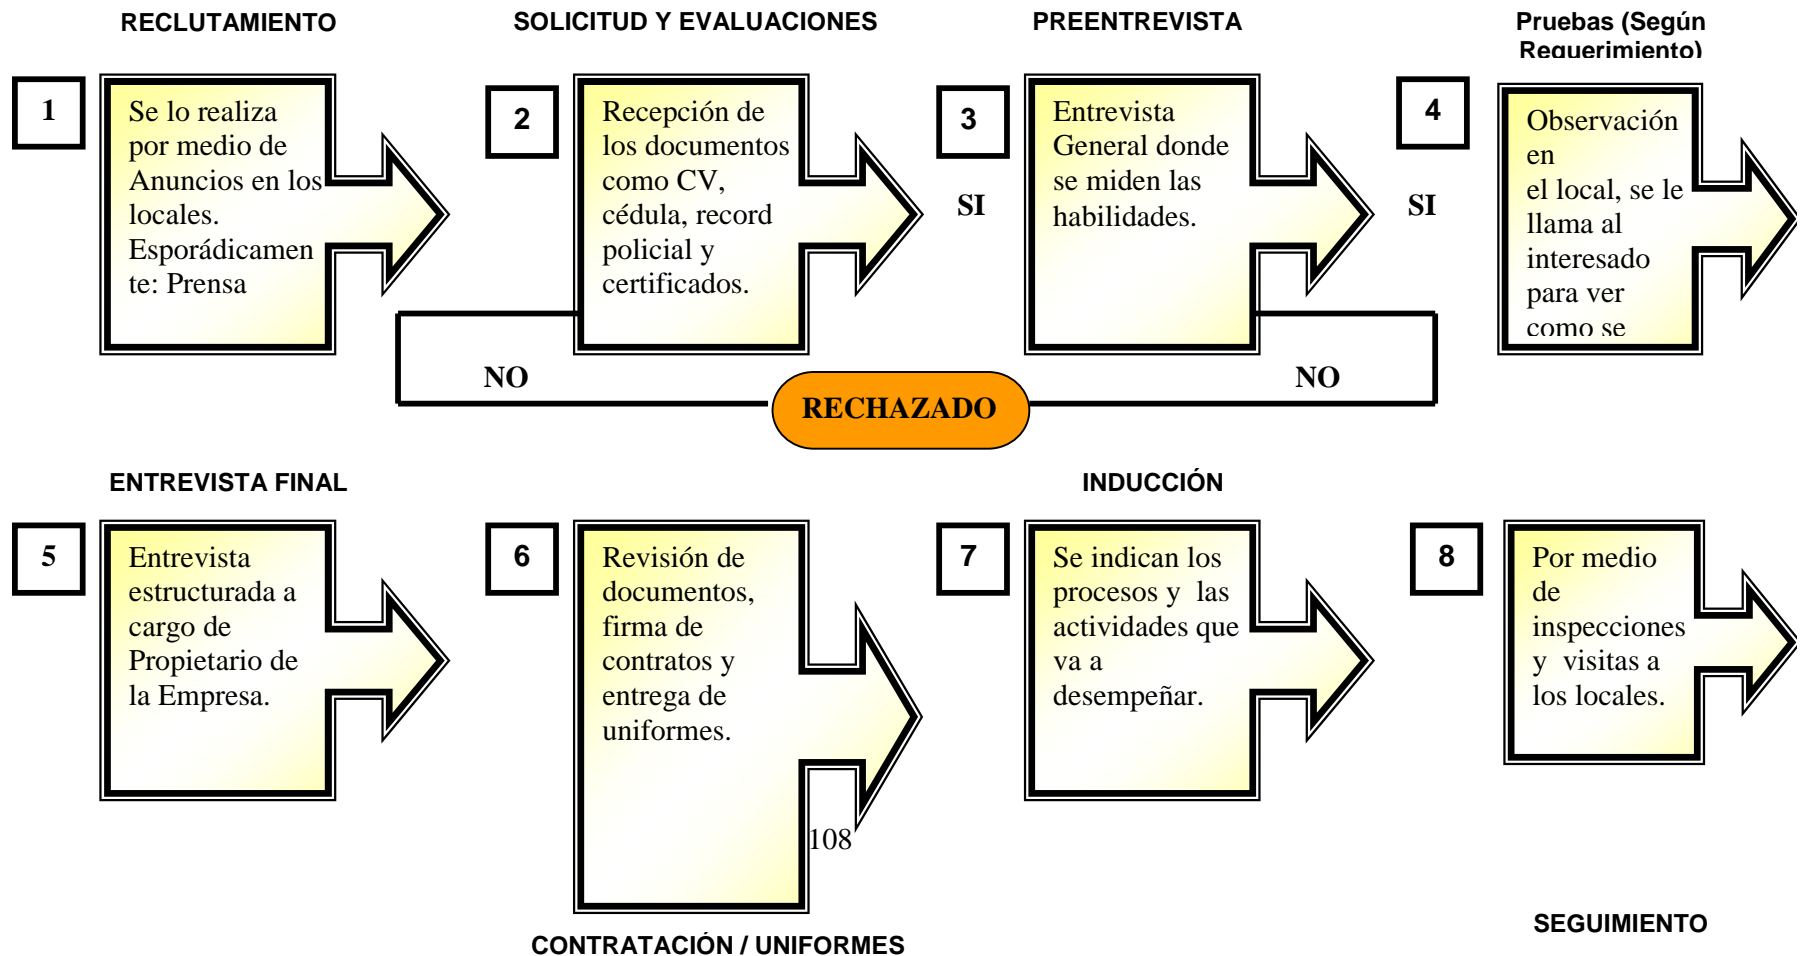 RECLUTAMIENTO
1
Se lo realiza
por medio de
Anuncios en los
locales.
Esporádicamen
te: Prensa
SOLICITUD Y EVALUACIONES
2
Recepción de
los documentos
como CV,
cédula, record
policial y
certificados.
PREENTREVISTA
3
SI
Entrevista
General donde
se miden las
habilidades.
Pruebas (Según
Requerimiento)
4
SI
Observación
en
el local, se le
llama al
interesado
para ver
como se
NO
RECHAZADO
NO
ENTREVISTA FINAL
5
Entrevista
estructurada a
cargo de
Propietario de
la Empresa.
6
Revisión de
documentos,
firma de
contratos y
entrega de
uniformes.
108
CONTRATACIÓN / UNIFORMES
INDUCCIÓN
7
Se indican los
procesos y las
actividades que
va a
desempeñar.
8
Por medio
de
inspecciones
y visitas a
los locales.
SEGUIMIENTO